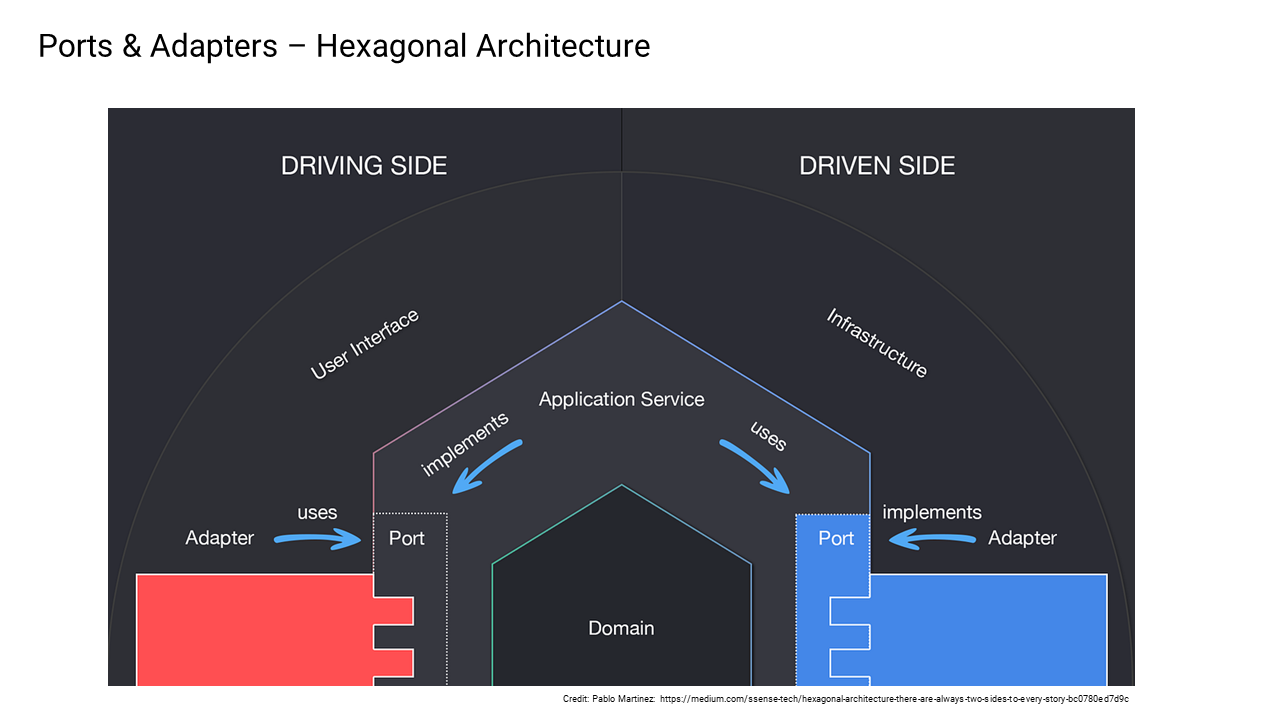 Ports & Adapters – Hexagonal Architecture
DRIVING SIDE
DRIVEN SIDE
User Interface
Infrastructure
Application Service
implements
uses
uses
implements
Adapter
Port
Port
Adapter
Domain
Credit: Pablo Martinez: https://medium.com/ssense-tech/hexagonal-architecture-there-are-always-two-sides-to-every-story-bc0780ed7d9c